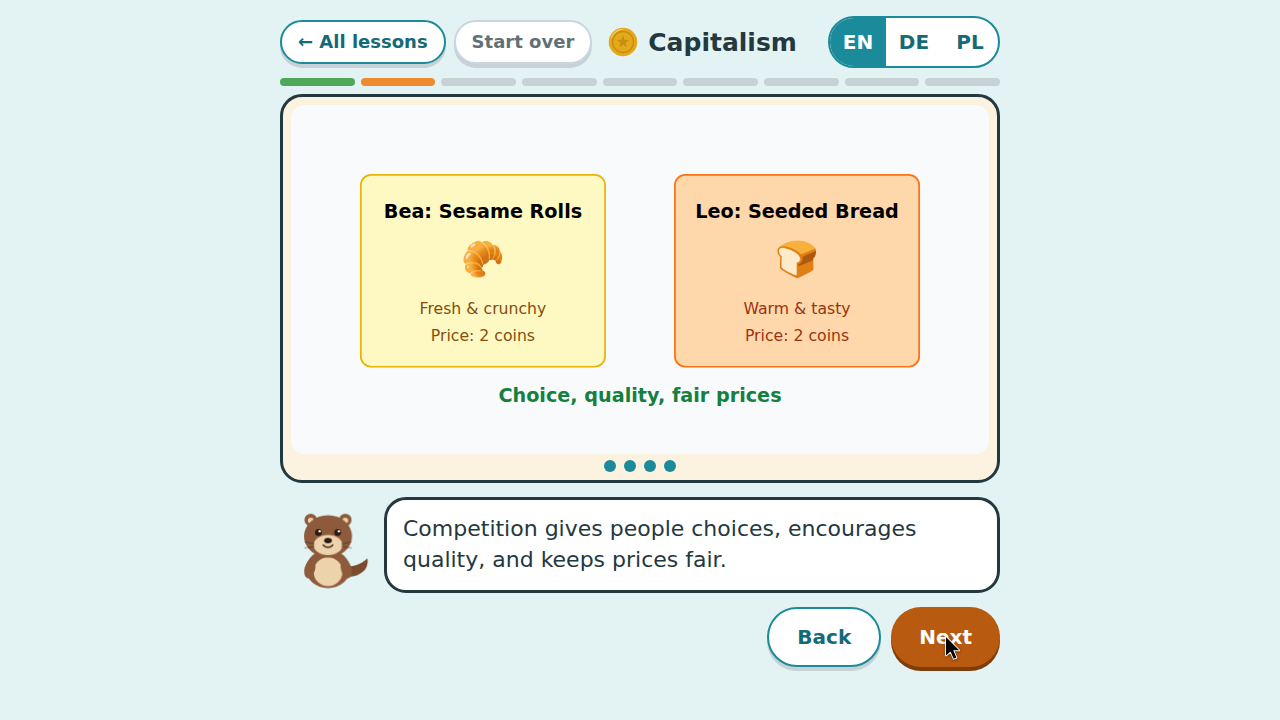 ← All lessons
Start over
Capitalism
EN
DE
PL
Bea: Sesame Rolls
Fresh & crunchy
Price: 2 coins
Leo: Seeded Bread
Warm & tasty
Price: 2 coins
Choice, quality, fair prices
Competition gives people choices, encourages
quality, and keeps prices fair.
Back
Next